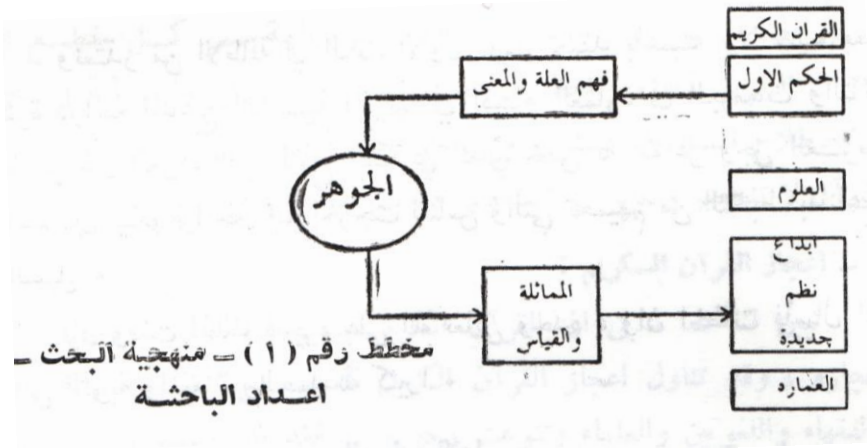 القران الكريم
الحكم الاول
فهم العلة والمعنى
الجوهر
العلوم
ابداع
نظم
جديدة
المماثلة
والقياس
العمارة
مخطط رقم (١) – منهجية البحث –
اعداد الباحثة